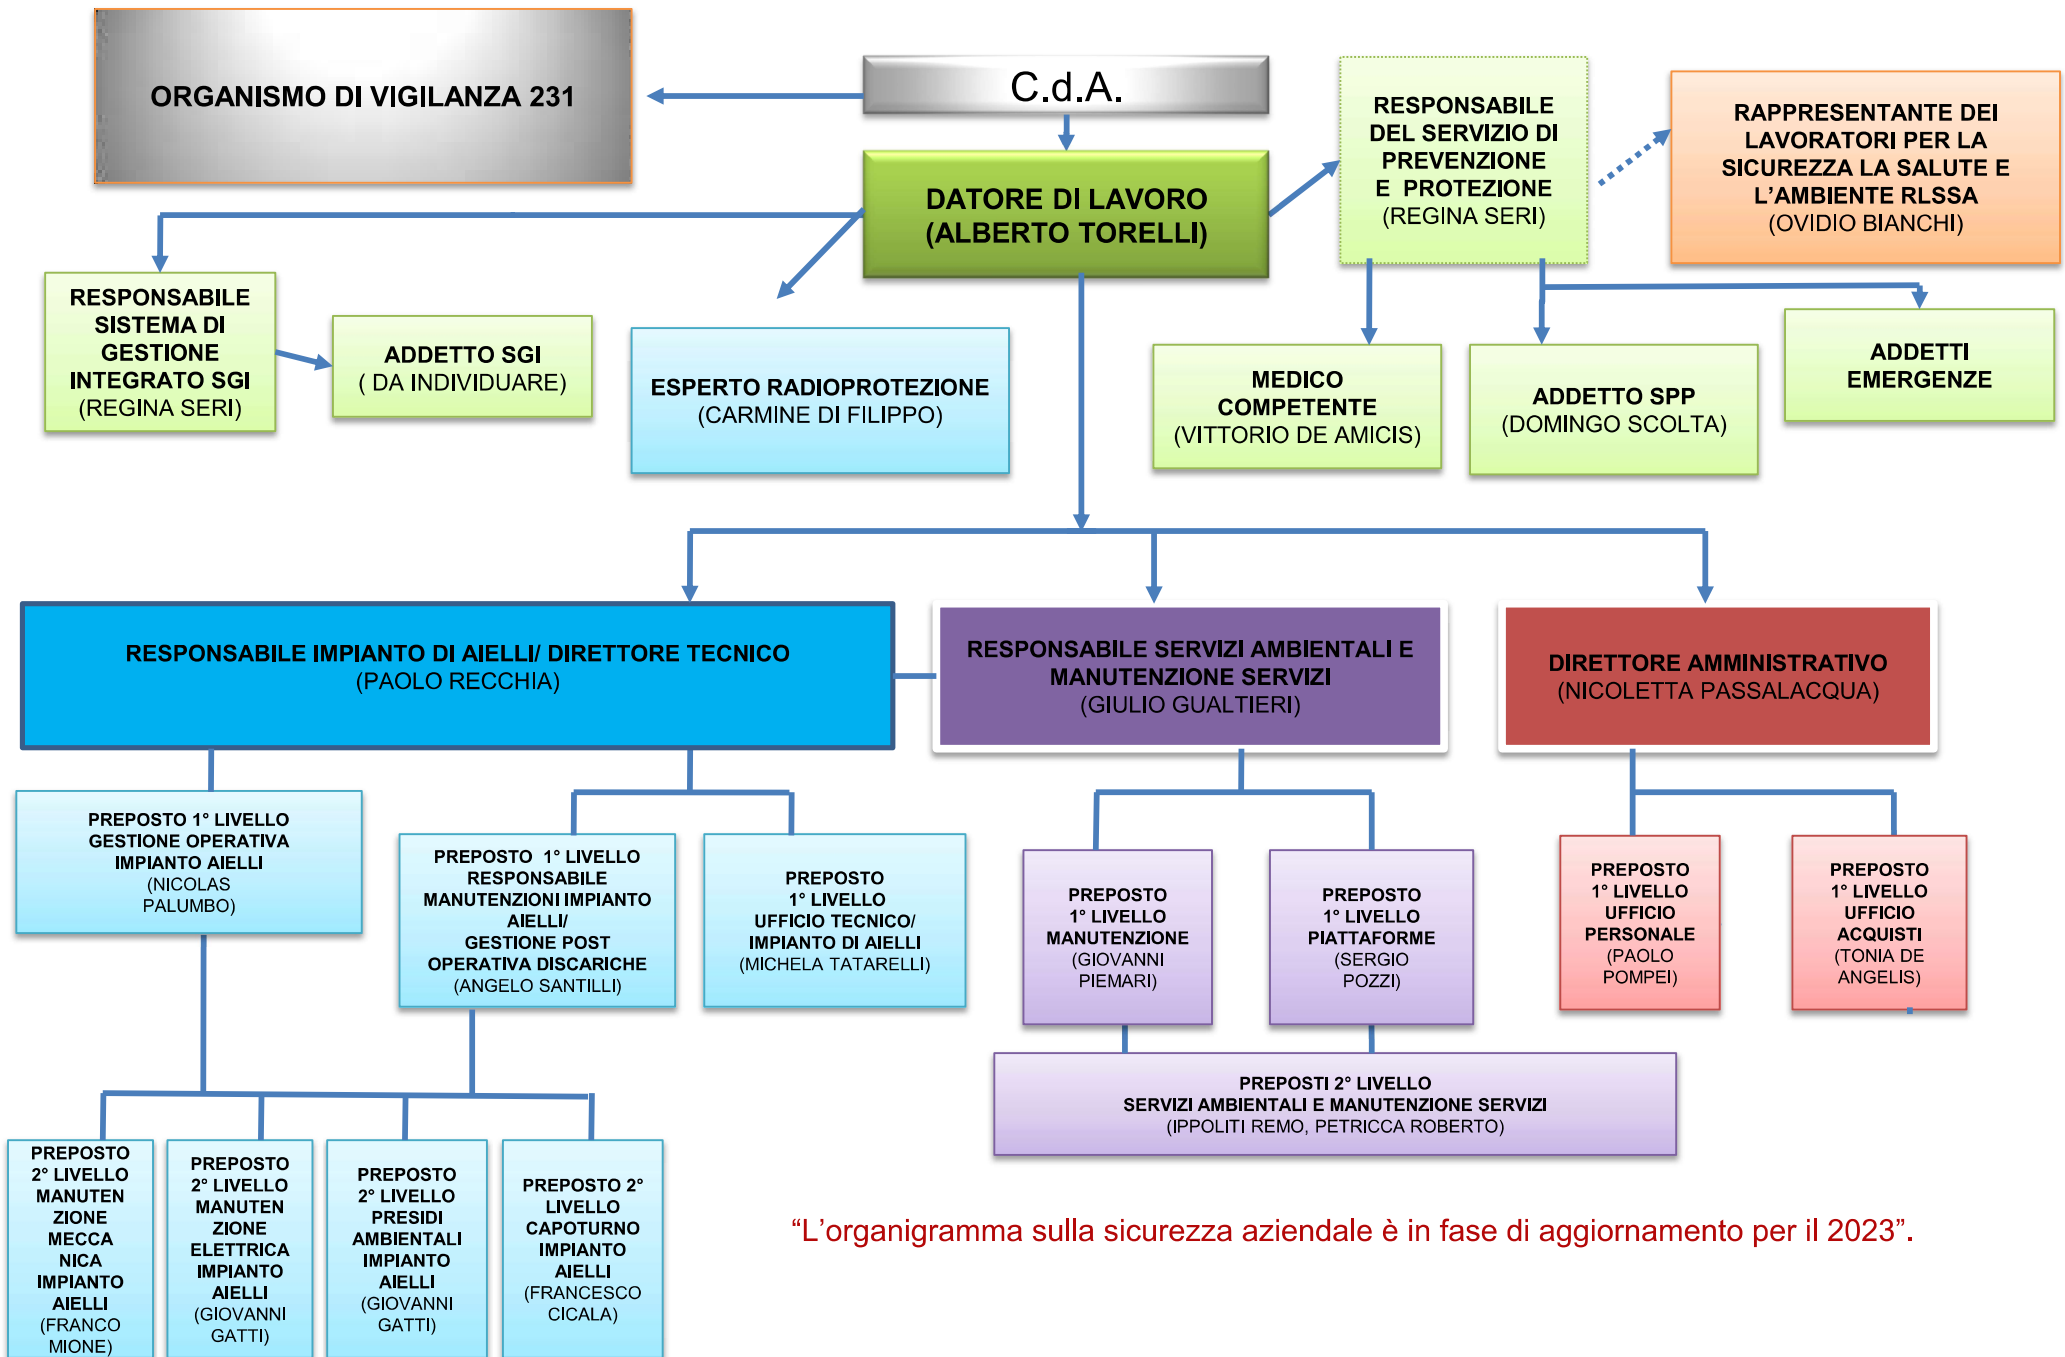 ORGANISMO DI VIGILANZA 231
C.d.A.
DATORE DI LAVORO
(ALBERTO TORELLI)
RESPONSABILE
DEL SERVIZIO DI
PREVENZIONE
E PROTEZIONE
(REGINA SERI)
RAPPRESENTANTE DEI
LAVORATORI PER LA
SICUREZZA LA SALUTE E
L’AMBIENTE RLSSA
(OVIDIO BIANCHI)
RESPONSABILE
SISTEMA DI
GESTIONE
INTEGRATO SGI
(REGINA SERI)
ADDETTO SGI
( DA INDIVIDUARE)
ESPERTO RADIOPROTEZIONE
(CARMINE DI FILIPPO)
MEDICO
COMPETENTE
(VITTORIO DE AMICIS)
ADDETTO SPP
(DOMINGO SCOLTA)
ADDETTI
EMERGENZE
RESPONSABILE IMPIANTO DI AIELLI/ DIRETTORE TECNICO
(PAOLO RECCHIA)
RESPONSABILE SERVIZI AMBIENTALI E
MANUTENZIONE SERVIZI
(GIULIO GUALTIERI)
DIRETTORE AMMINISTRATIVO
(NICOLETTA PASSALACQUA)
PREPOSTO 1° LIVELLO
GESTIONE OPERATIVA
IMPIANTO AIELLI
(NICOLAS
PALUMBO)
PREPOSTO 1° LIVELLO
RESPONSABILE
MANUTENZIONI IMPIANTO
AIELLI/
GESTIONE POST
OPERATIVA DISCARICHE
(ANGELO SANTILLI)
PREPOSTO
1° LIVELLO
UFFICIO TECNICO/
IMPIANTO DI AIELLI
(MICHELA TATARELLI)
PREPOSTO
1° LIVELLO
MANUTENZIONE
(GIOVANNI
PIEMARI)
PREPOSTO
1° LIVELLO
PIATTAFORME
(SERGIO
POZZI)
PREPOSTO
1° LIVELLO
UFFICIO
PERSONALE
(PAOLO
POMPEI)
PREPOSTO
1° LIVELLO
UFFICIO
ACQUISTI
(TONIA DE
ANGELIS)
PREPOSTI 2° LIVELLO
SERVIZI AMBIENTALI E MANUTENZIONE SERVIZI
(IPPOLITI REMO, PETRICCA ROBERTO)
PREPOSTO
2° LIVELLO
MANUTEN
ZIONE
MECCA
NICA
IMPIANTO
AIELLI
(FRANCO
MIONE)
PREPOSTO
2° LIVELLO
MANUTEN
ZIONE
ELETTRICA
IMPIANTO
AIELLI
(GIOVANNI
GATTI)
PREPOSTO
2° LIVELLO
PRESIDI
AMBIENTALI
IMPIANTO
AIELLI
(GIOVANNI
GATTI)
PREPOSTO 2°
LIVELLO
CAPOTURNO
IMPIANTO
AIELLI
(FRANCESCO
CICALA)
“L’organigramma sulla sicurezza aziendale è in fase di aggiornamento per il 2023”.